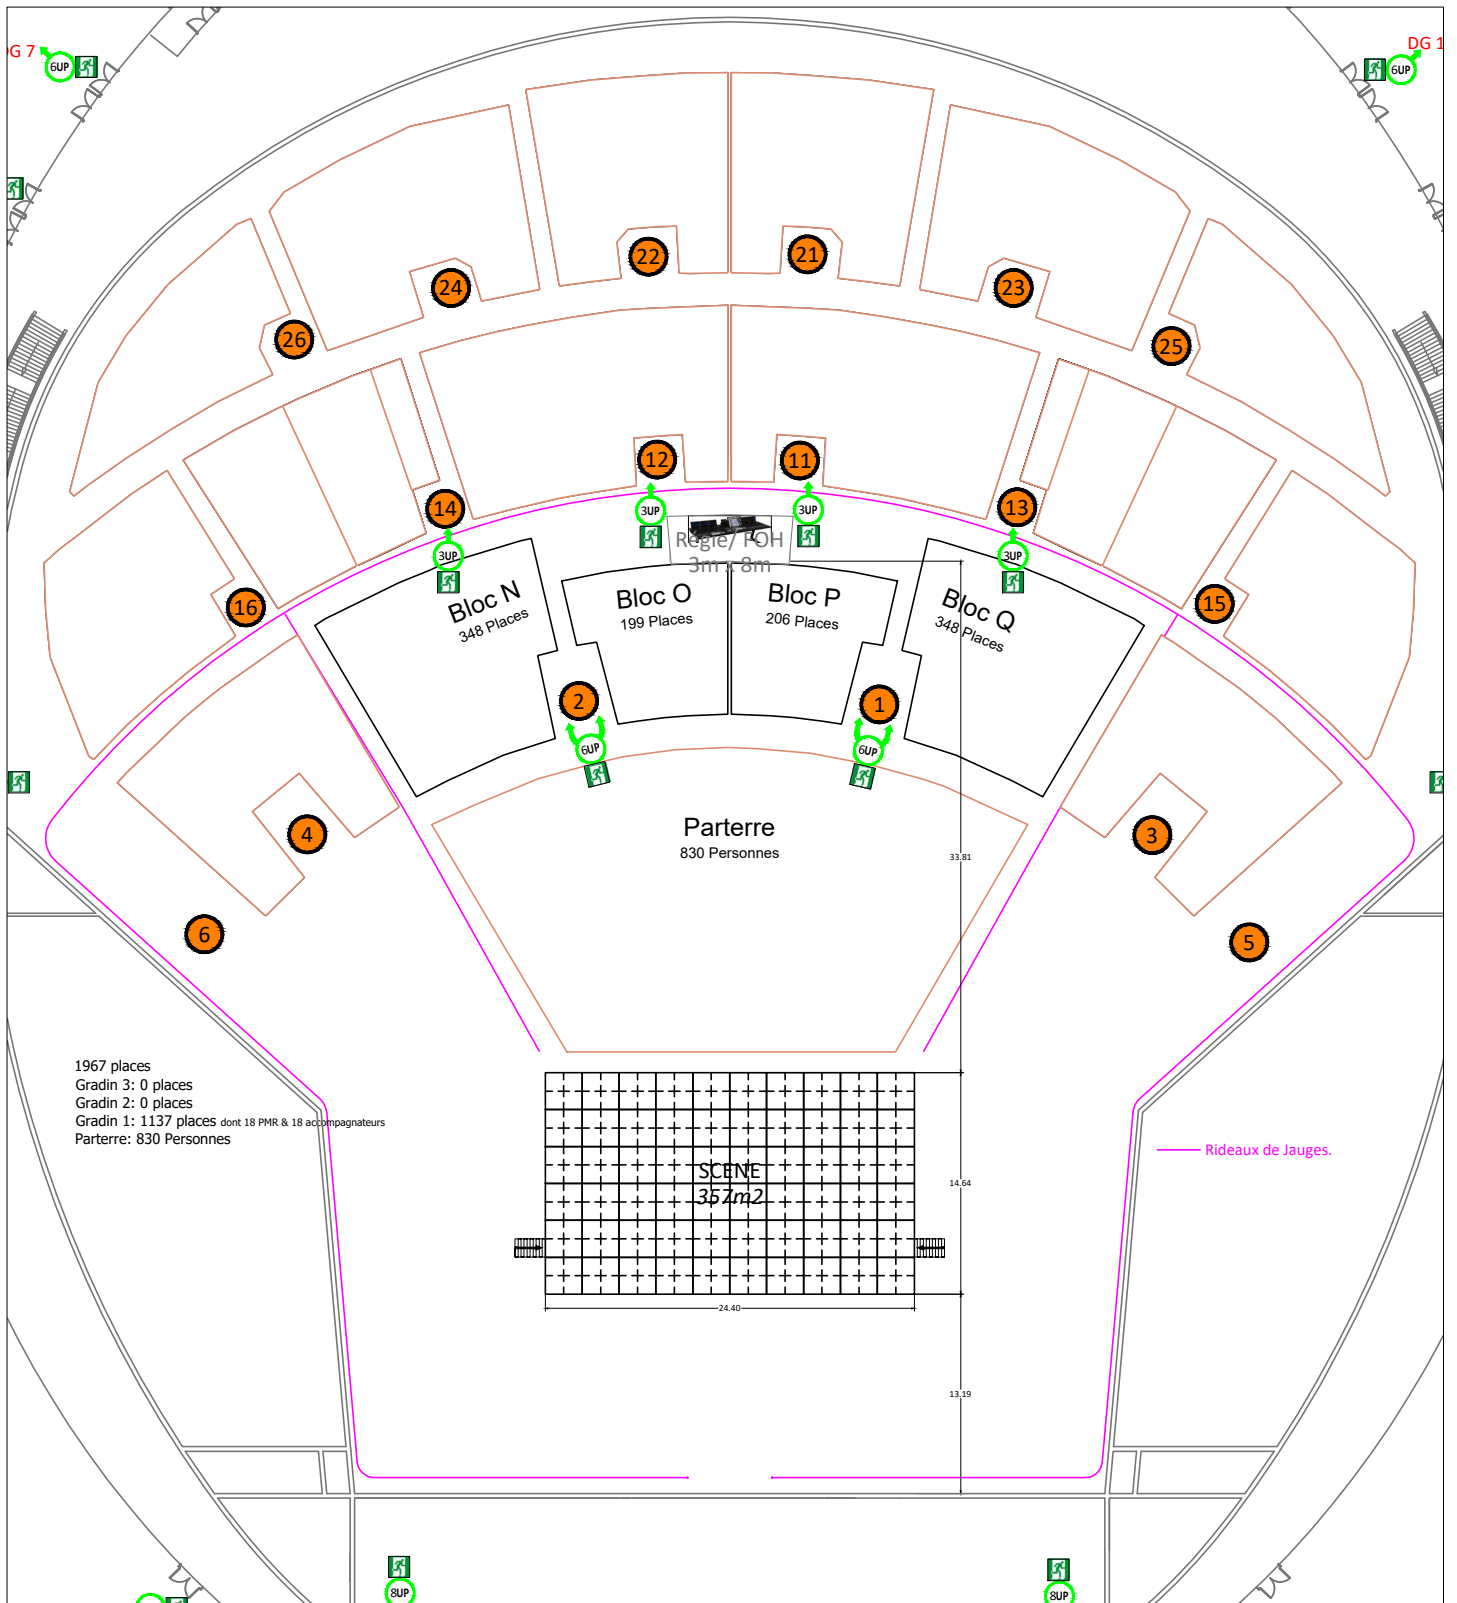 DG 7
6UP
DG 1
6UP
22
21
24
23
26
25
12
11
14
13
3UP
3UP
3UP
3UP
Régie/ FOH
3m x 8m
16
15
Bloc N
348 Places
Bloc O
199 Places
Bloc P
206 Places
Bloc Q
348 Places
2
1
6UP
6UP
4
3
Parterre
830 Personnes
33.81
6
5
1967 places
Gradin 3: 0 places
Gradin 2: 0 places
Gradin 1: 1137 places dont 18 PMR & 18 accompagnateurs
Parterre: 830 Personnes
Rideaux de Jauges.
SCENE
357m2
14.64
24.40
13.19
8UP
8UP